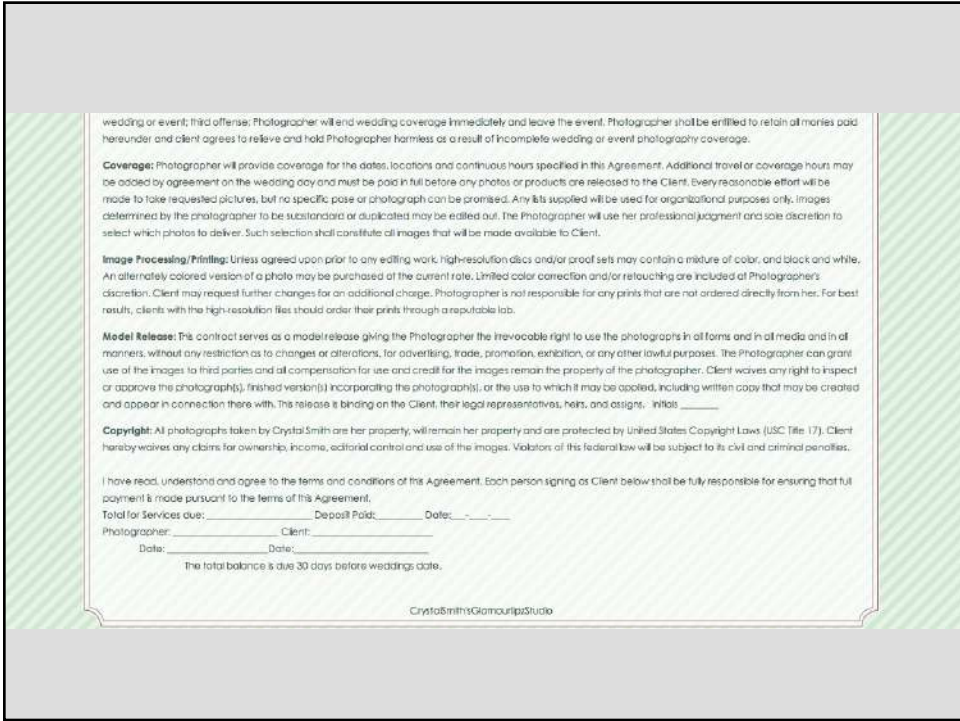 wedding or event; third offense: Photographer will end wedding coverage immediately and leave the event. Photographer shall be entitled to retain all monies paid
hereunder and client agrees to relieve and hold Photographer harmless as a result of incomplete wedding or event photography coverage.
Coverage: Photographer will provide coverage for the dates, locations and continuous hours specified in this Agreement. Additional travel or coverage hours may
be added by agreement on the wedding day and must be paid in full before any photos or products are released to the Client. Every reasonable effort will be
made to take requested pictures, but no specific pose or photograph can be promised. Any lists supplied will be used for organizational purposes only. Images
determined by the photographer to be substandard or duplicated may be edited out. The Photographer will use her professional judgment and sole discretion to
select which photos to deliver. Such selection shall constitute all images that will be made available to Client.
Image Processing/Printing: Unless agreed upon prior to any editing work, high-resolution discs and/or proof sets may contain a mixture of color, and black and white.
An alternately colored version of a photo may be purchased at the current rate. Limited color correction and/or retouching are included at Photographer's
discretion. Client may request further changes for an additional charge. Photographer is not responsible for any prints that are not ordered directly from her. For best
results, clients with the high-resolution files should order their prints through a reputable lab.
Model Release: This contract serves as a model release giving the Photographer the irrevocable right to use the photographs in all forms and in all media and in all
manners, without any restriction as to changes or alterations, for advertising, trade, promotion, exhibition, or any other lawful purposes. The Photographer can grant
use of the images to third parties and all compensation for use and credit for the images remain the property of the photographer. Client waives any right to inspect
or approve the photograph(s), finished version(s) incorporating the photograph(s), or the use to which it may be applied, including written copy that may be created
and appear in connection there with. This release is binding on the Client, their legal representatives, heirs, and assigns. Initials _______
Copyright: All photographs taken by Crystal Smith are her property, will remain her property and are protected by United States Copyright Laws (USC Title 17). Client
hereby waives any claims for ownership, income, editorial control and use of the images. Violators of this federal law will be subject to its civil and criminal penalties.
I have read, understand and agree to the terms and conditions of this Agreement. Each person signing as Client below shall be fully responsible for ensuring that full
payment is made pursuant to the terms of this Agreement.
Total for Services due: ____________________ Deposit Paid:_________ Date:___-____-____
Photographer: ____________________ Client: _______________________
Date: ___________________Date:__________________________
The total balance is due 30 days before weddings date.
CrystalSmith'sGlamourlipzStudio